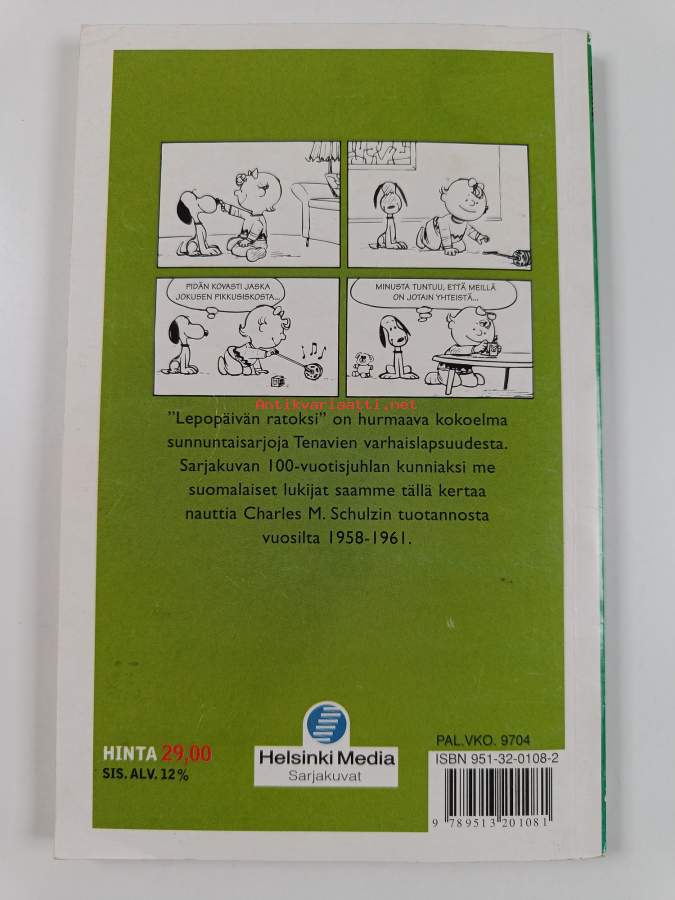 PIDÄN KOVASTI JASKA
JOKUSEN PIKKUSISKOSTA...
MINUSTA TUNTUU, ETTÄ MEILLÄ
ON JOTAIN YHTEISTÄ...
Antikvariaatti.net
"Lepopäivän ratoksi" on hurmaava kokoelma
sunnuntaisarjoja Tenavien varhaislapsuudesta.
Sarjakuvan 100-vuotisjuhlan kunniaksi me
suomalaiset lukijat saamme tällä kertaa
nauttia Charles M. Schulzin tuotannosta
vuosilta 1958-1961.
HINTA 29,00
SIS. ALV. 12%
Helsinki Media
Sarjakuvat
PAL.VKO. 9704
ISBN 951-32-0108-2
9 789513 201081